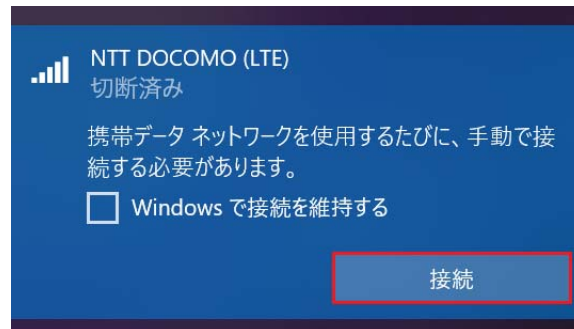 NTT DOCOMO (LTE)
切断済み
携帯データ ネットワークを使用するたびに、手動で接
続する必要があります。
Windows で接続を維持する
接続